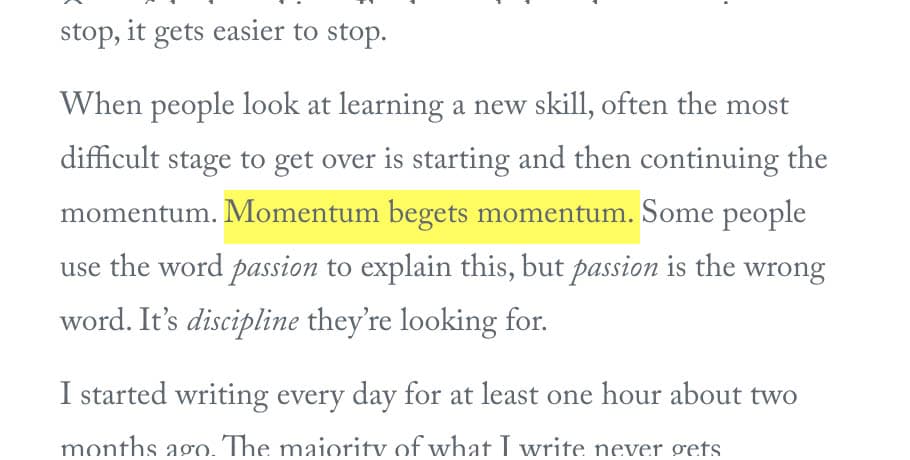 stop, it gets easier to stop.
When people look at learning a new skill, often the most
difficult stage to get over is starting and then continuing the
momentum. Momentum begets momentum. Some people
use the word passion to explain this, but passion is the wrong
word. It’s discipline they’re looking for.
I started writing every day for at least one hour about two
months ago. The majority of what I write never gets